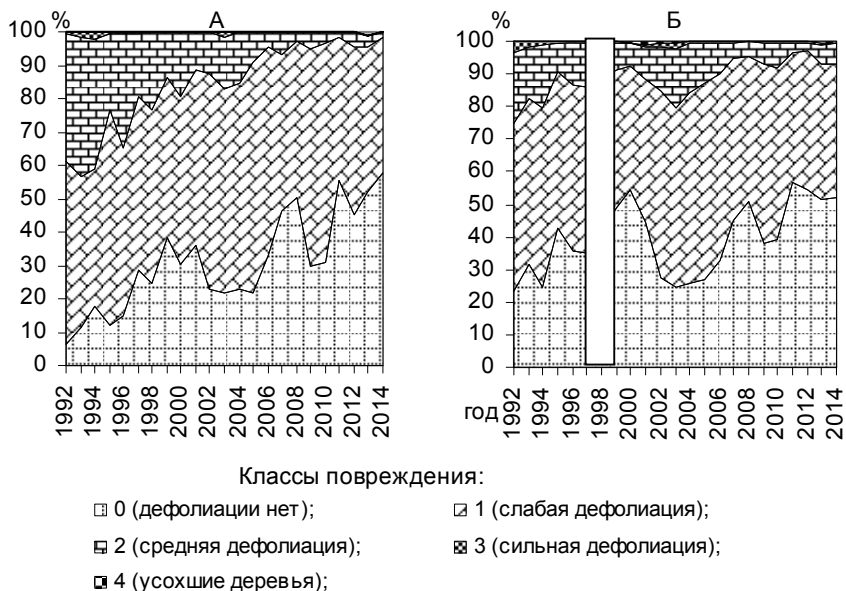 % А
100
90
80
70
60
50
40
30
20
10
0
1992 1994 1996 1998 2000 2002 2004 2006 2008 2010 2012 2014
% Б
100
90
80
70
60
50
40
30
20
10
0
год 1992 1994 1996 1998 2000 2002 2004 2006 2008 2010 2012 2014
Классы повреждения:
0 (дефолиации нет); 1 (слабая дефолиация);
2 (средняя дефолиация); 3 (сильная дефолиация);
4 (усохшие деревья);